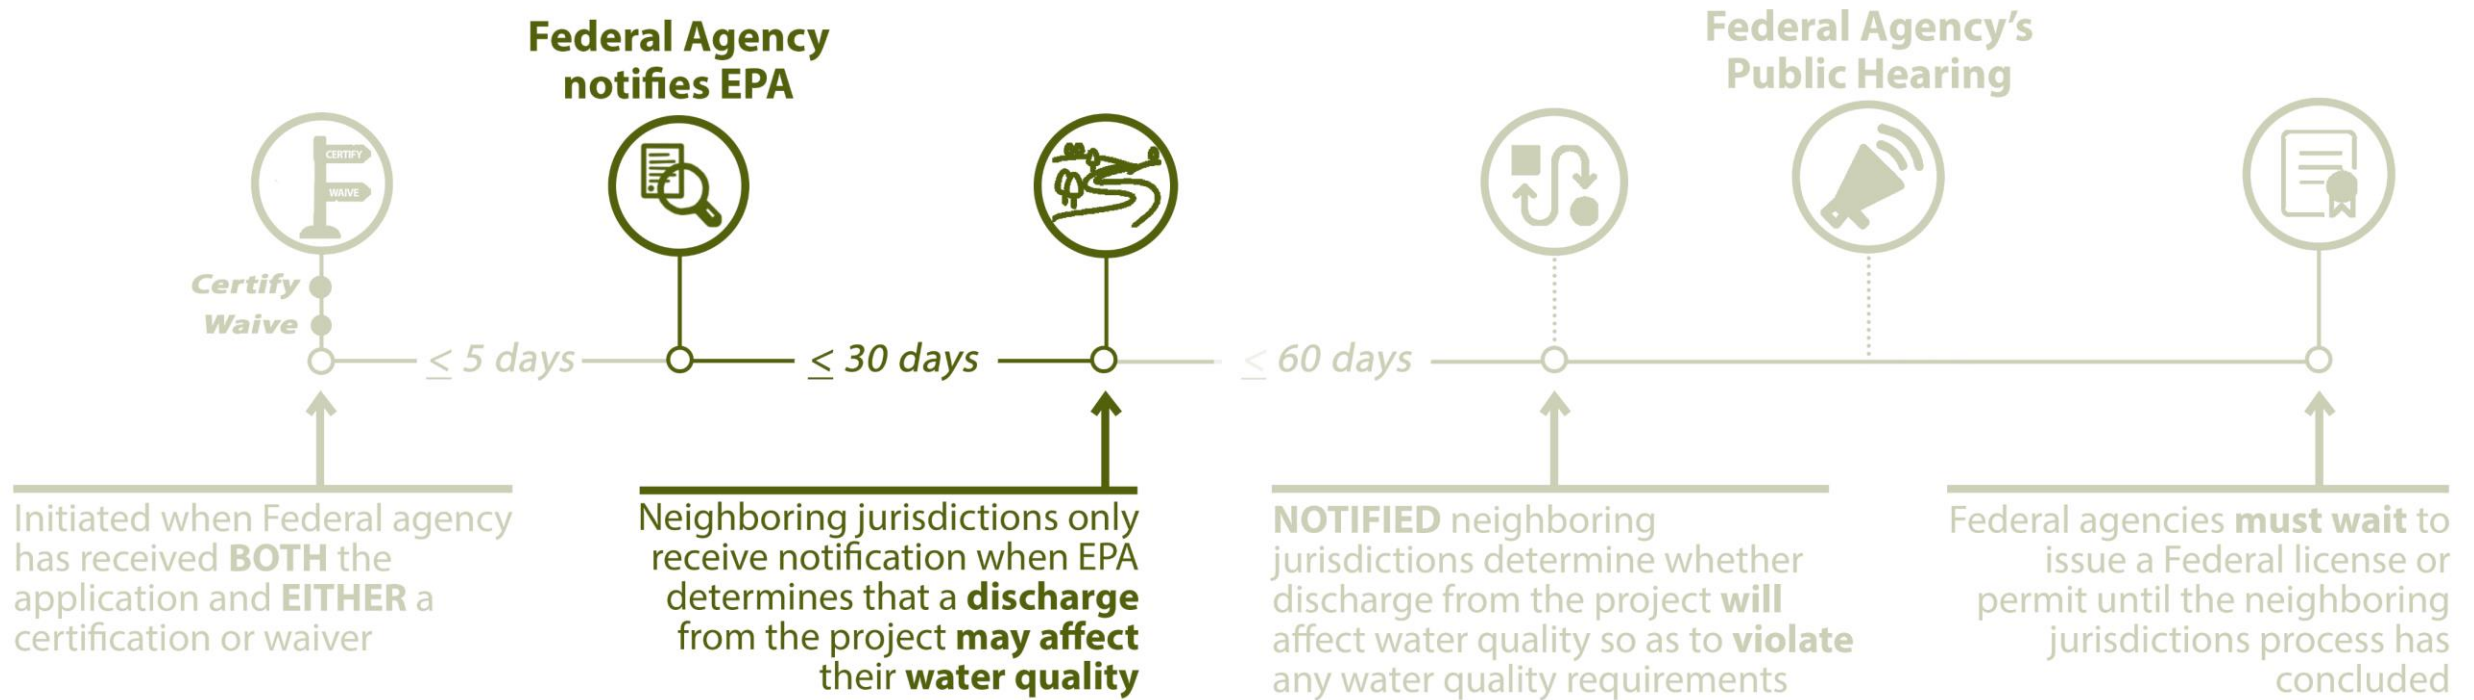 Federal Agency
notifies EPA
Federal Agency's
Public Hearing
CERTIFY
WAIVE
Certify
Waive
≤ 5 days
≤ 30 days
≤ 60 days
Initiated when Federal agency
has received BOTH the
application and EITHER a
certification or waiver
Neighboring jurisdictions only
receive notification when EPA
determines that a discharge
from the project may affect
their water quality
NOTIFIED neighboring
jurisdictions determine whether
discharge from the project will
affect water quality so as to violate
any water quality requirements
Federal agencies must wait to
issue a Federal license or
permit until the neighboring
jurisdictions process has
concluded